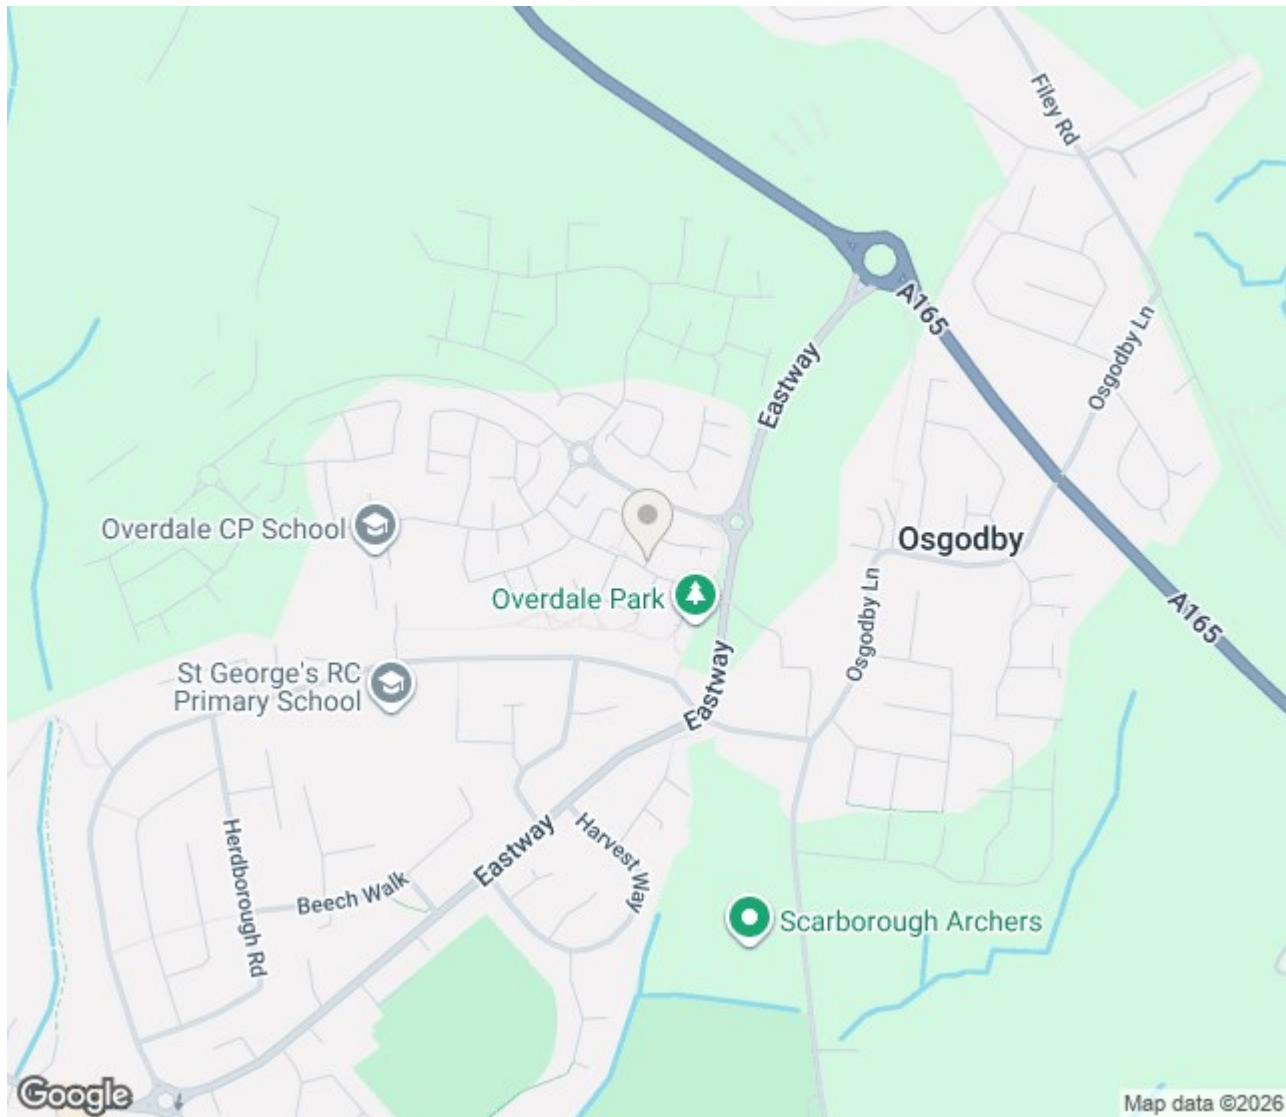 Filey Rd
A165
Osgodby Ln
Eastway
Overdale CP School
Osgodby
Overdale Park
A165
Osgodby Ln
St George's RC
Primary School
Eastway
Herdborough Rd
Eastway
Harvest Way
Beech Walk
Scarborough Archers
Google
Map data ©2026